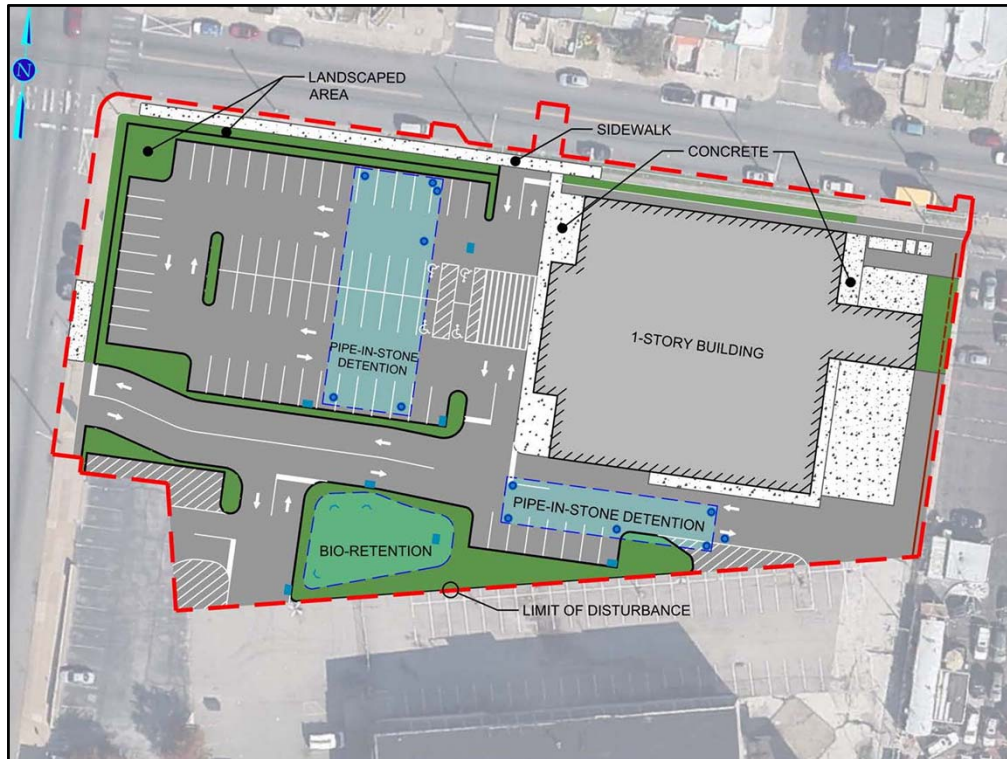 N
LANDSCAPED
AREA
SIDEWALK
CONCRETE
PIPE-IN-STONE
DETENTION
1-STORY BUILDING
PIPE-IN-STONE DETENTION
BIO-RETENTION
LIMIT OF DISTURBANCE